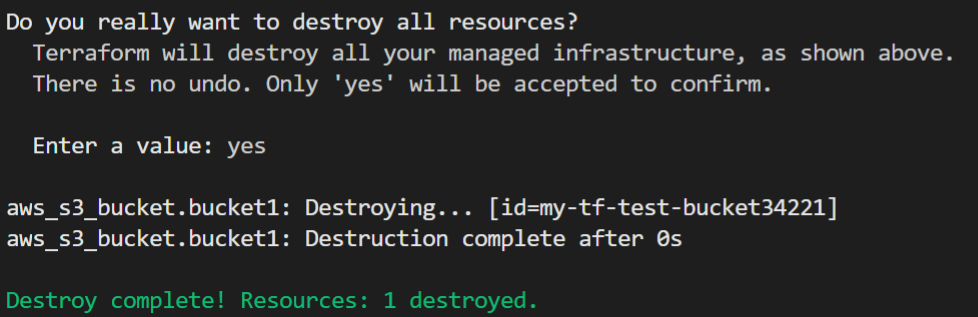 Do you really want to destroy all resources?
Terraform will destroy all your managed infrastructure, as shown above.
There is no undo. Only 'yes' will be accepted to confirm.
Enter a value: yes
aws_s3_bucket.bucket1: Destroying... [id=my-tf-test-bucket34221]
aws_s3_bucket.bucket1: Destruction complete after 0s
Destroy complete! Resources: 1 destroyed.